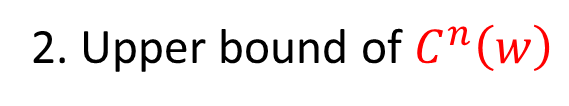 2. Upper bound of Cⁿ(w)